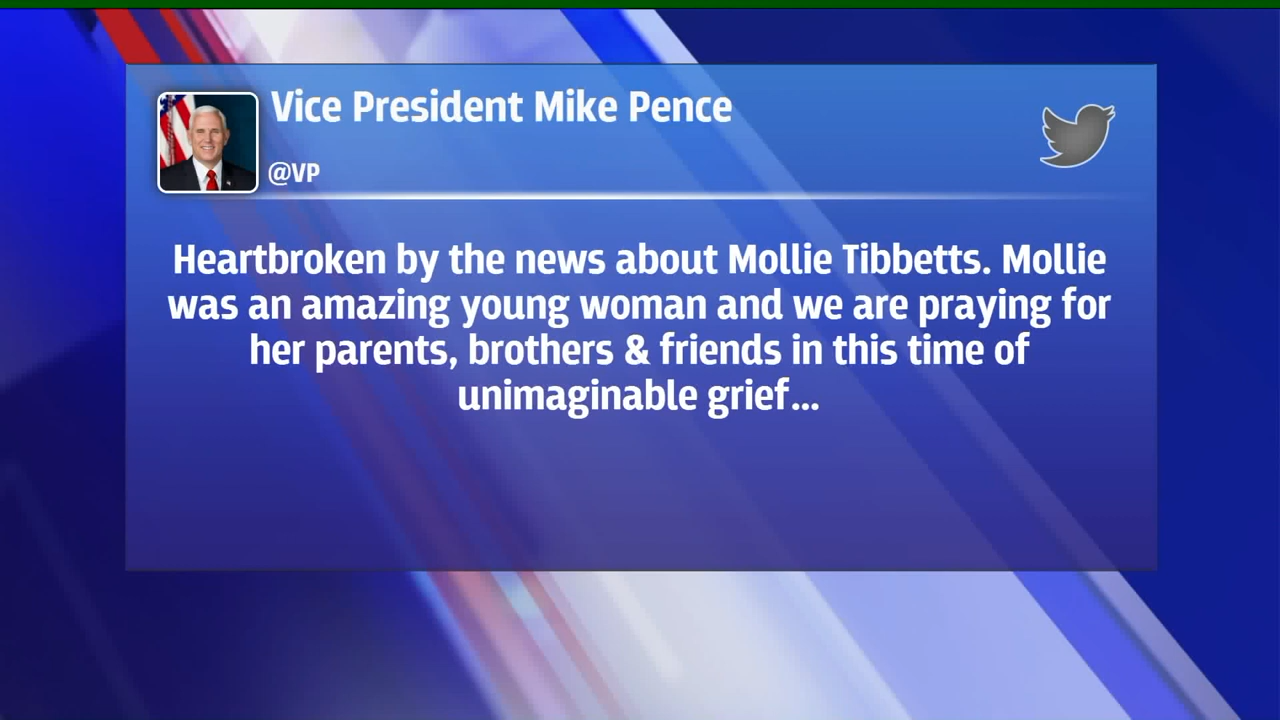 Vice President Mike Pence
@VP
Heartbroken by the news about Mollie Tibbetts. Mollie
was an amazing young woman and we are praying for
her parents, brothers & friends in this time of
unimaginable grief...